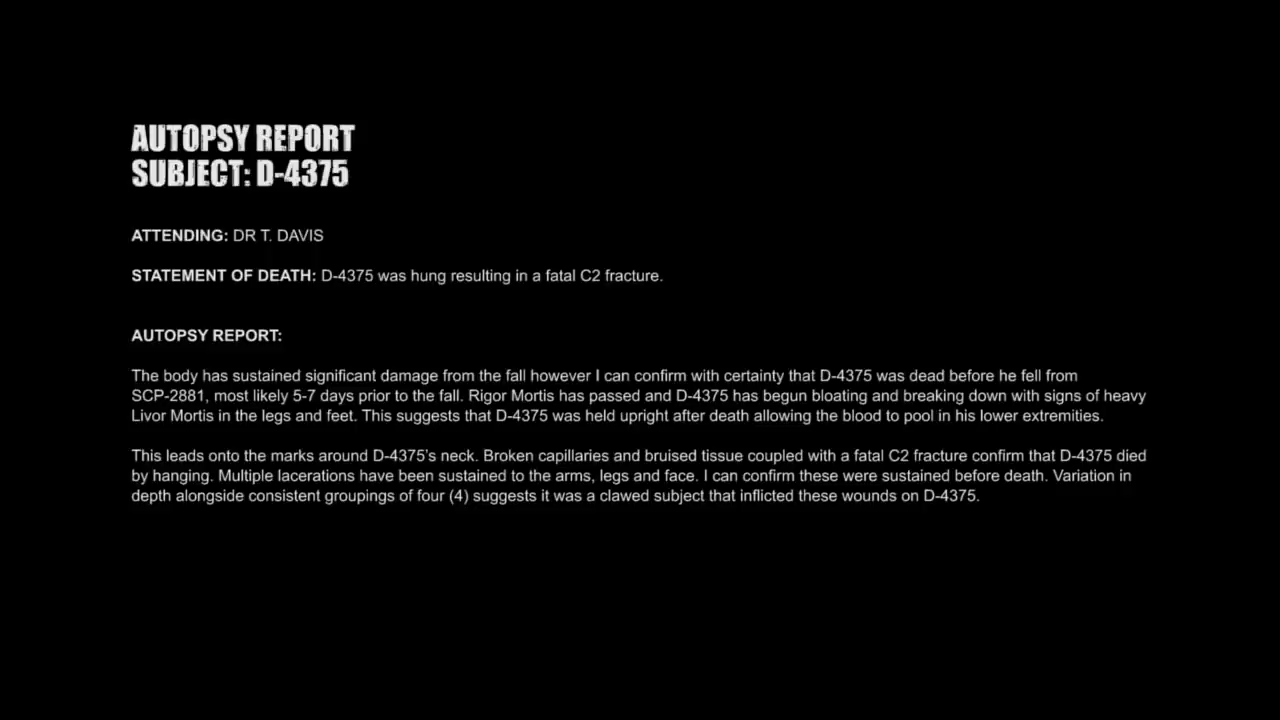 AUTOPSY REPORT
SUBJECT: D-4375
ATTENDING: DR T. DAVIS
STATEMENT OF DEATH: D-4375 was hung resulting in a fatal C2 fracture.
AUTOPSY REPORT:
The body has sustained significant damage from the fall however I can confirm with certainty that D-4375 was dead before he fell from
SCP-2881, most likely 5-7 days prior to the fall. Rigor Mortis has passed and D-4375 has begun bloating and breaking down with signs of heavy
Livor Mortis in the legs and feet. This suggests that D-4375 was held upright after death allowing the blood to pool in his lower extremities.
This leads onto the marks around D-4375's neck. Broken capillaries and bruised tissue coupled with a fatal C2 fracture confirm that D-4375 died
by hanging. Multiple lacerations have been sustained to the arms, legs and face. I can confirm these were sustained before death. Variation in
depth alongside consistent groupings of four (4) suggests it was a clawed subject that inflicted these wounds on D-4375.